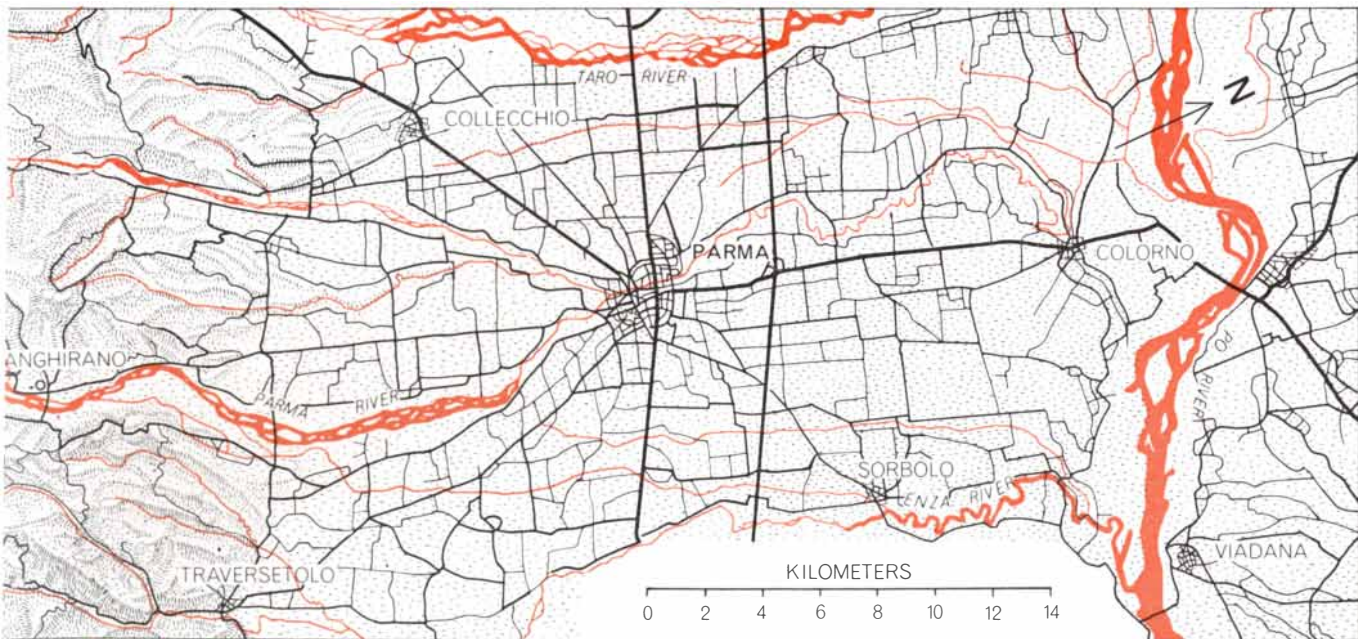 TARO RIVER
N
COLLECCHIO
PARMA
COLORNO
ANGHIRANO
PARMA RIVER
PO RIVER
SORBOLO
ENZA RIVER
VIADANA
TRAVERSETOLO
KILOMETERS
0 2 4 6 8 10 12 14